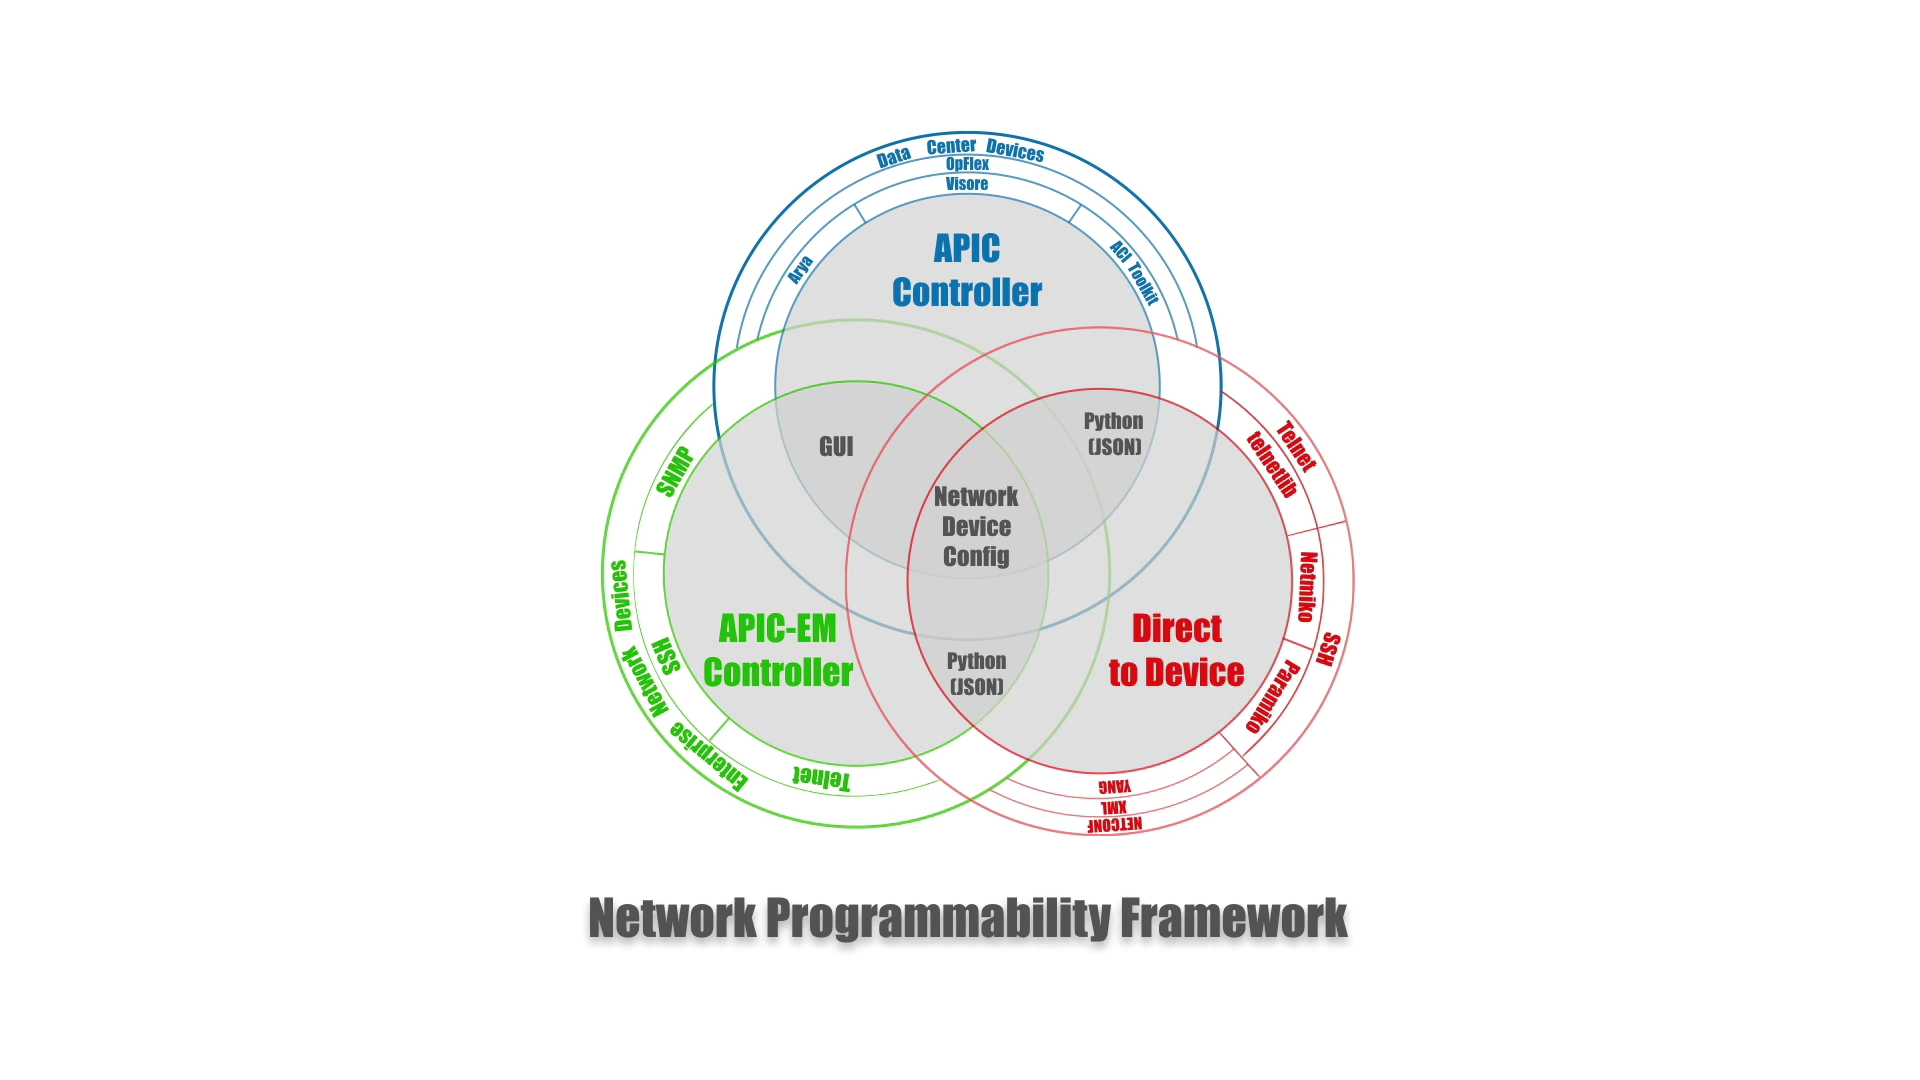 Data Center Devices
OpFlex
Visore
Arya
ACI Toolkit
APIC
Controller
GUI
Python
(JSON)
Network
Device
Config
SNMP
SSH
Telnet
Enterprise Network Devices
APIC-EM
Controller
Python
(JSON)
Direct
to Device
Telnet
telnetlib
Netmiko
Paramiko
SSH
YANG
XML
NETCONF
Network Programmability Framework